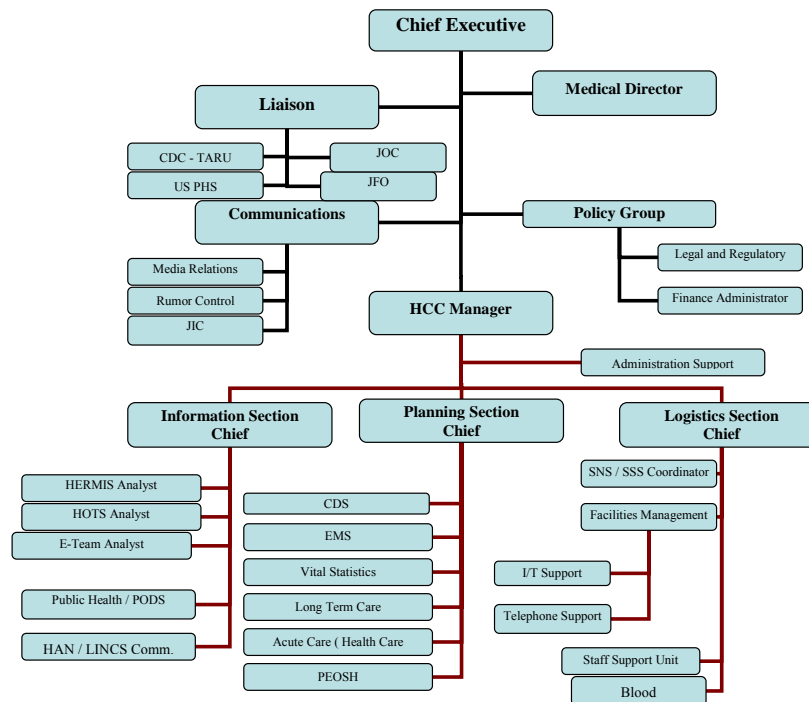 Chief Executive
Medical Director
Liaison
CDC - TARU
JOC
US PHS
JFO
Communications
Policy Group
Media Relations
Rumor Control
JIC
Legal and Regulatory
Finance Administrator
HCC Manager
Administration Support
Information Section
Chief
Planning Section
Chief
Logistics Section
Chief
HERMIS Analyst
HOTS Analyst
E-Team Analyst
Public Health / PODS
HAN / LINCS Comm.
CDS
EMS
Vital Statistics
Long Term Care
Acute Care ( Health Care
PEOSH
SNS / SSS Coordinator
Facilities Management
I/T Support
Telephone Support
Staff Support Unit
Blood